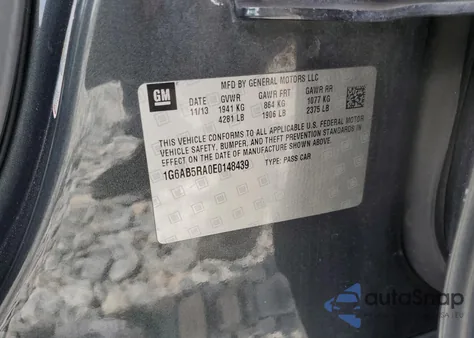 MFD BY GENERAL MOTORS LLC
GM
DATE GVWR GAWR FRT GAWR RR
11/13 1941 KG 864 KG 1077 KG
4281 LB 1906 LB 2375 LB
THIS VEHICLE CONFORMS TO ALL APPLICABLE U.S. FEDERAL MOTOR
VEHICLE SAFETY, BUMPER, AND THEFT PREVENTION STANDARDS IN
EFFECT ON THE DATE OF MANUFACTURE SHOWN ABOVE.
1G6AB5RA0E0148439 TYPE: PASS CAR
autoSnap